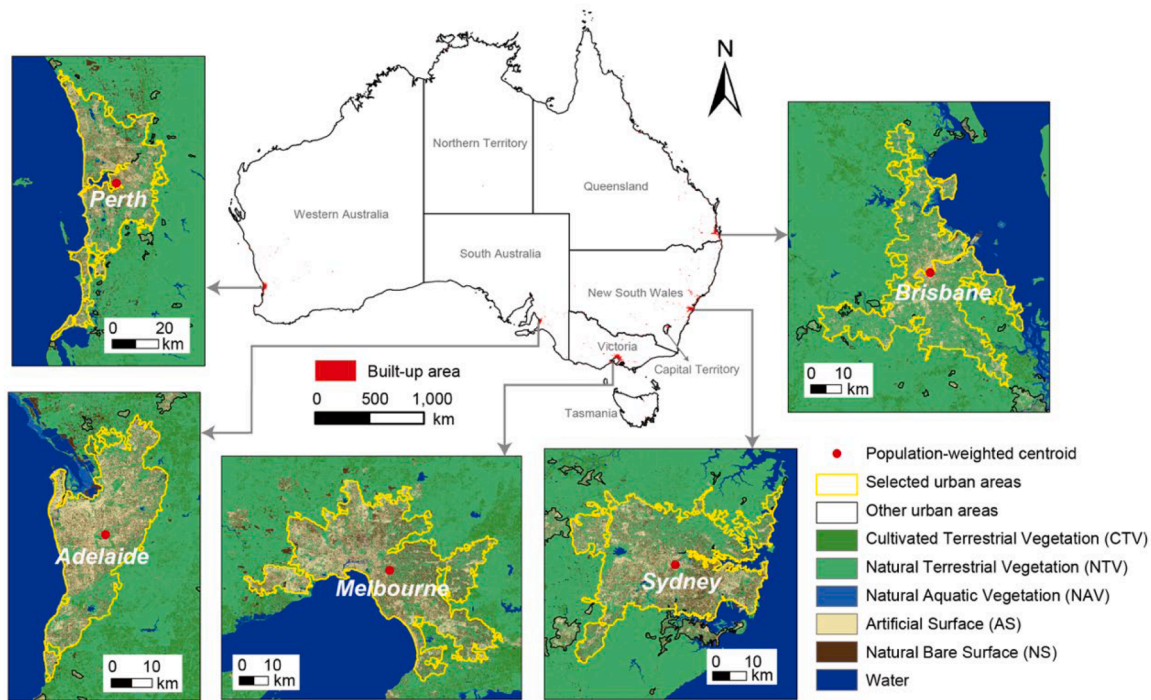 N
Northern Territory
Queensland
Western Australia
South Australia
New South Wales
Victoria
Capital Territory
Tasmania
Built-up area
0 500 1,000
km
Perth
0 20
km
Brisbane
0 10
km
Adelaide
0 10
km
Melbourne
0 10
km
Sydney
0 10
km
Population-weighted centroid
Selected urban areas
Other urban areas
Cultivated Terrestrial Vegetation (CTV)
Natural Terrestrial Vegetation (NTV)
Natural Aquatic Vegetation (NAV)
Artificial Surface (AS)
Natural Bare Surface (NS)
Water